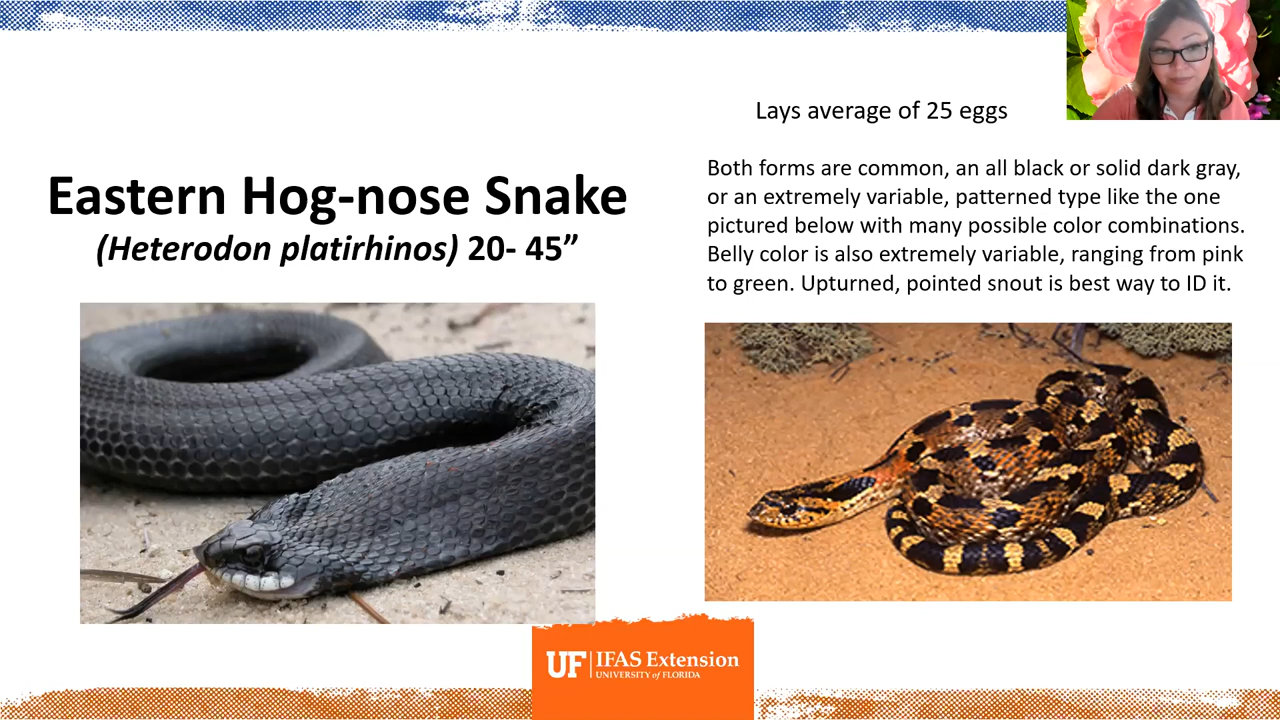 Eastern Hog-nose Snake
(Heterodon platirhinos) 20- 45”
Lays average of 25 eggs
Both forms are common, an all black or solid dark gray,
or an extremely variable, patterned type like the one
pictured below with many possible color combinations.
Belly color is also extremely variable, ranging from pink
to green. Upturned, pointed snout is best way to ID it.
UF IFAS Extension
UNIVERSITY of FLORIDA